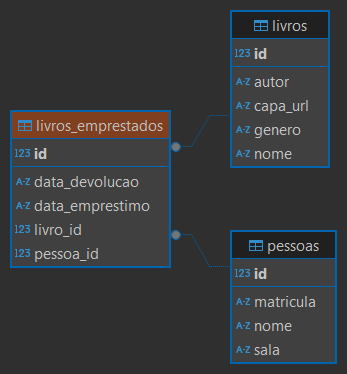 livros
123 id
A-Z autor
A-Z capa_url
A-Z genero
A-Z nome
livros_emprestados
123 id
A-Z data_devolucao
A-Z data_emprestimo
123 livro_id
123 pessoa_id
pessoas
123 id
A-Z matricula
A-Z nome
A-Z sala